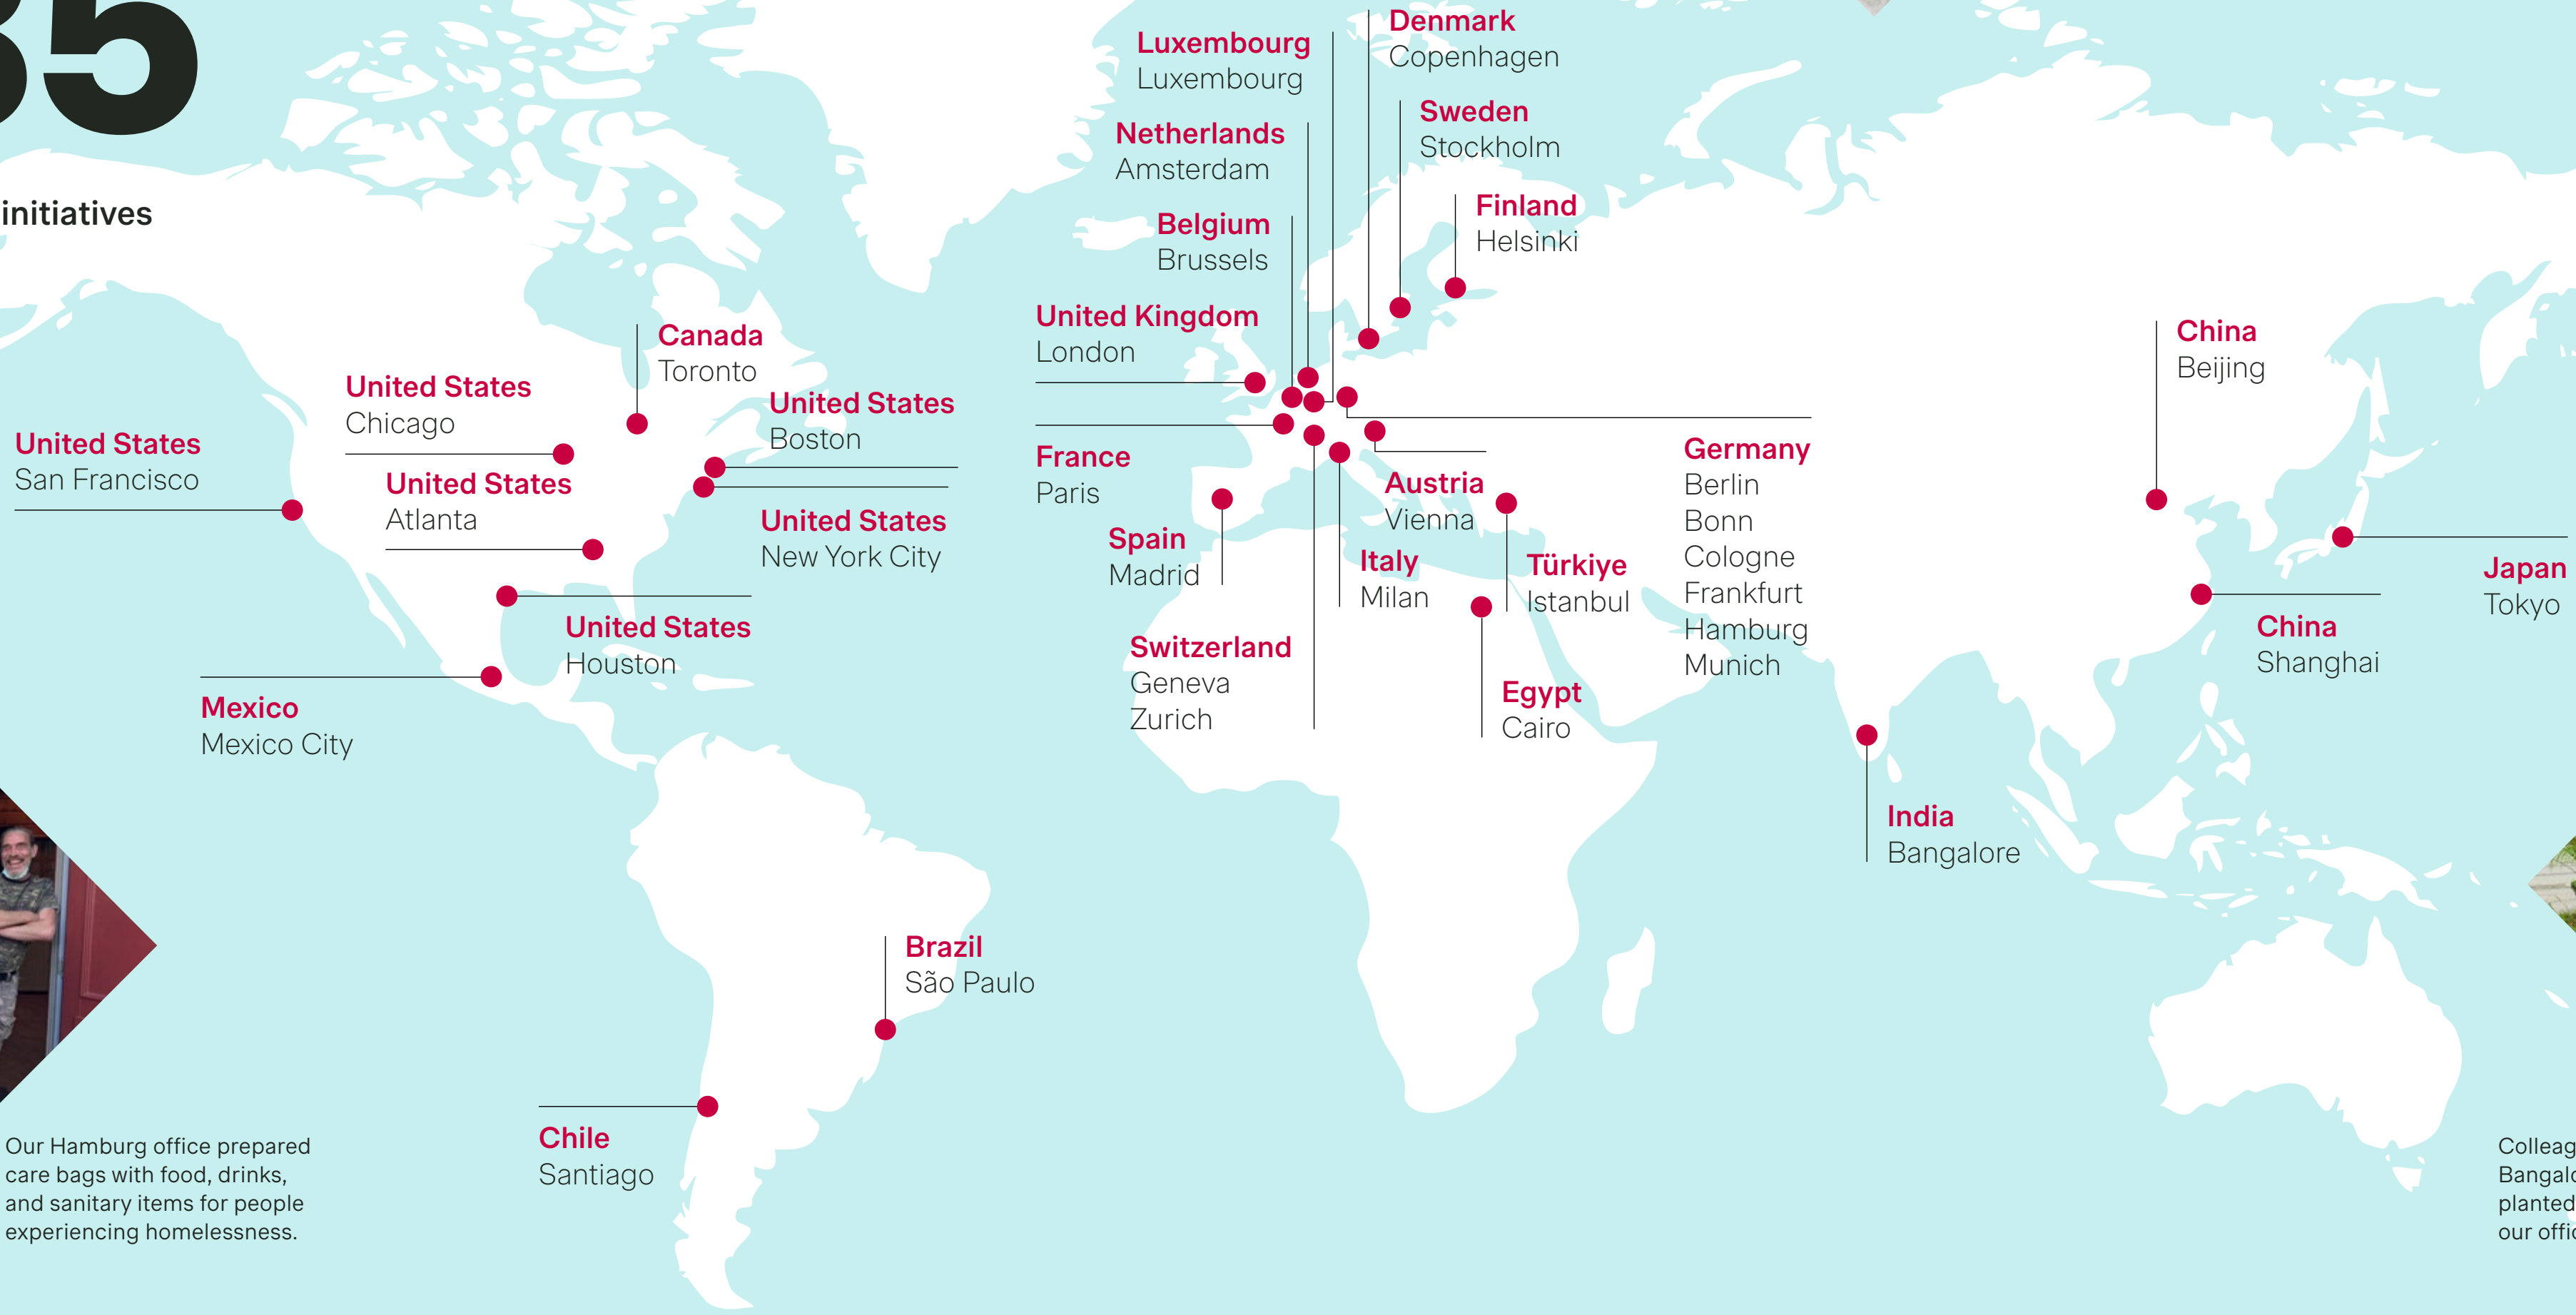 35
initiatives
Luxembourg
Luxembourg
Denmark
Copenhagen
Netherlands
Amsterdam
Sweden
Stockholm
Belgium
Brussels
Finland
Helsinki
United Kingdom
London
Canada
Toronto
United States
Chicago
United States
Boston
United States
San Francisco
United States
Atlanta
United States
New York City
United States
Houston
Mexico
Mexico City
France
Paris
Spain
Madrid
Switzerland
Geneva
Zurich
Austria
Vienna
Italy
Milan
Türkiye
Istanbul
Egypt
Cairo
Germany
Berlin
Bonn
Cologne
Frankfurt
Hamburg
Munich
China
Beijing
Japan
Tokyo
China
Shanghai
India
Bangalore
Brazil
São Paulo
Chile
Santiago
Our Hamburg office prepared
care bags with food, drinks,
and sanitary items for people
experiencing homelessness.
planted
our